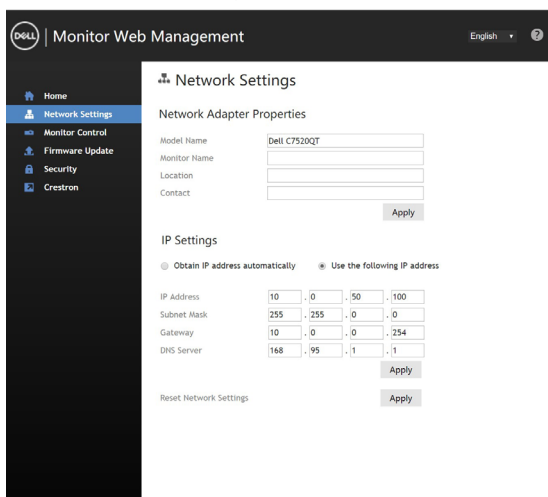 DELL | Monitor Web Management
English
?
Home
Network Settings
Monitor Control
Firmware Update
Security
Crestron
Network Settings
Network Adapter Properties
Model Name Dell C7520QT
Monitor Name
Location
Contact
Apply
IP Settings
Obtain IP address automatically Use the following IP address
IP Address 10 . 0 . 50 . 100
Subnet Mask 255 . 255 . 0 . 0
Gateway 10 . 0 . 0 . 254
DNS Server 168 . 95 . 1 . 1
Apply
Reset Network Settings Apply